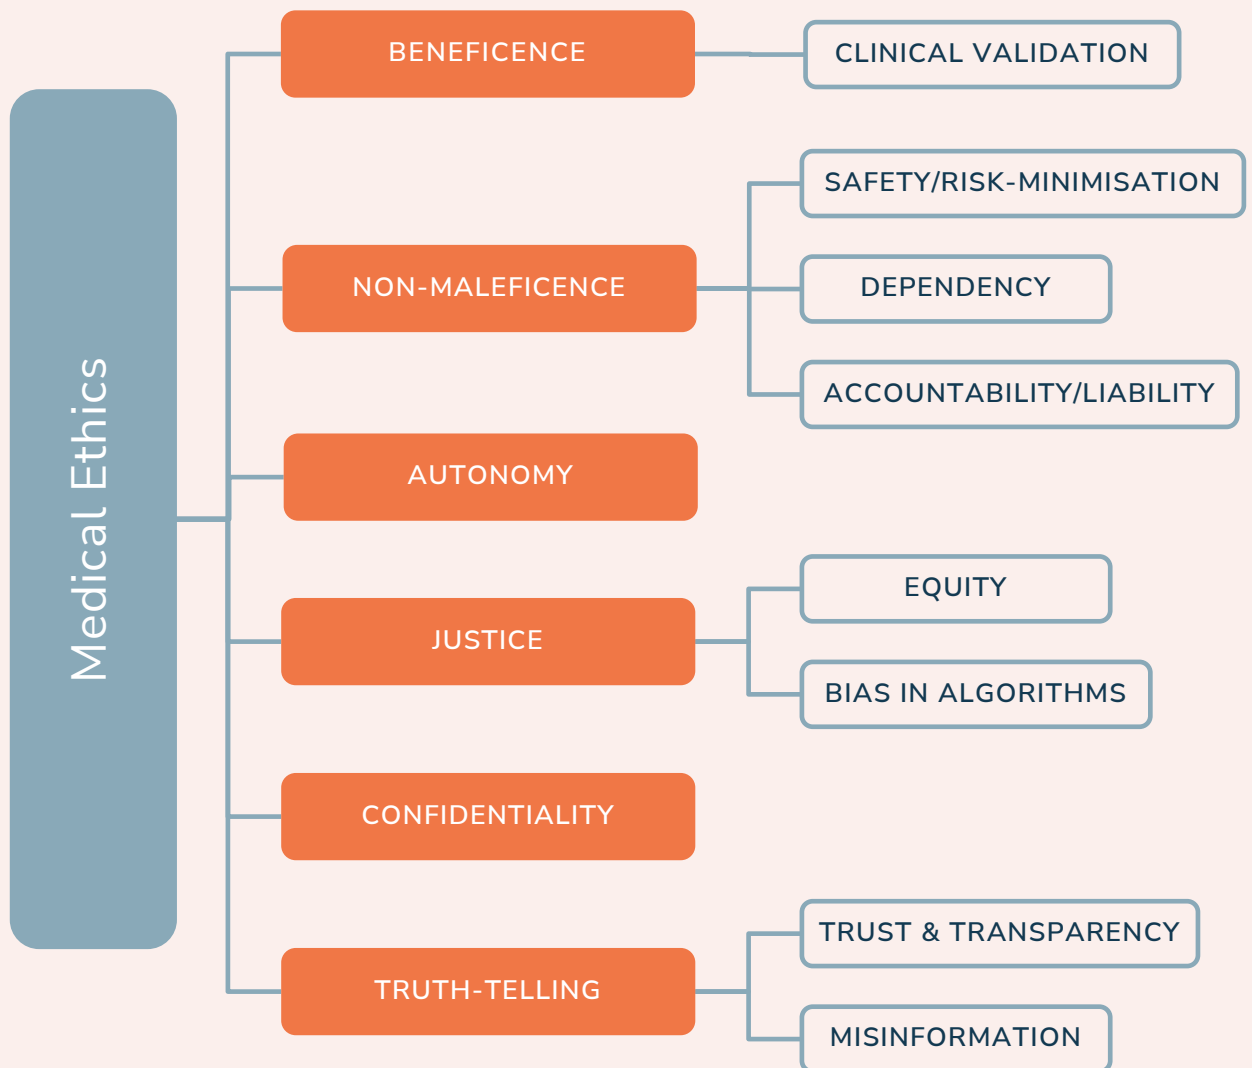 Medical Ethics
BENEFICENCE
CLINICAL VALIDATION
NON-MALEFICENCE
SAFETY/RISK-MINIMISATION
DEPENDENCY
ACCOUNTABILITY/LIABILITY
AUTONOMY
JUSTICE
EQUITY
BIAS IN ALGORITHMS
CONFIDENTIALITY
TRUTH-TELLING
TRUST & TRANSPARENCY
MISINFORMATION